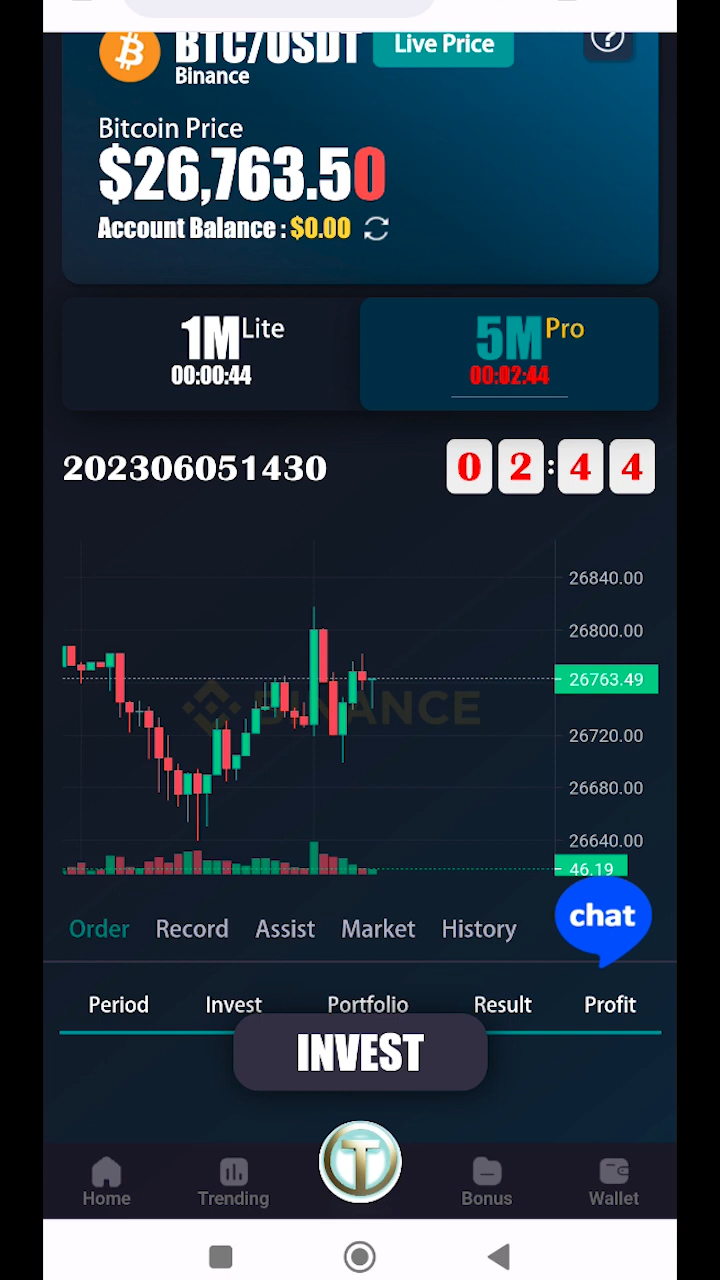 BTC/USDT
Live Price
?
Binance
Bitcoin Price
$26,763.50
Account Balance : $0.00
1M Lite
00:00:44
5M Pro
00:02:44
202306051430
02:44
26840.00
26800.00
26763.49
BINANCE
26720.00
26680.00
26640.00
46.19
chat
Order Record Assist Market History
Period Invest Portfolio Result Profit
INVEST
T
Home Trending Bonus Wallet